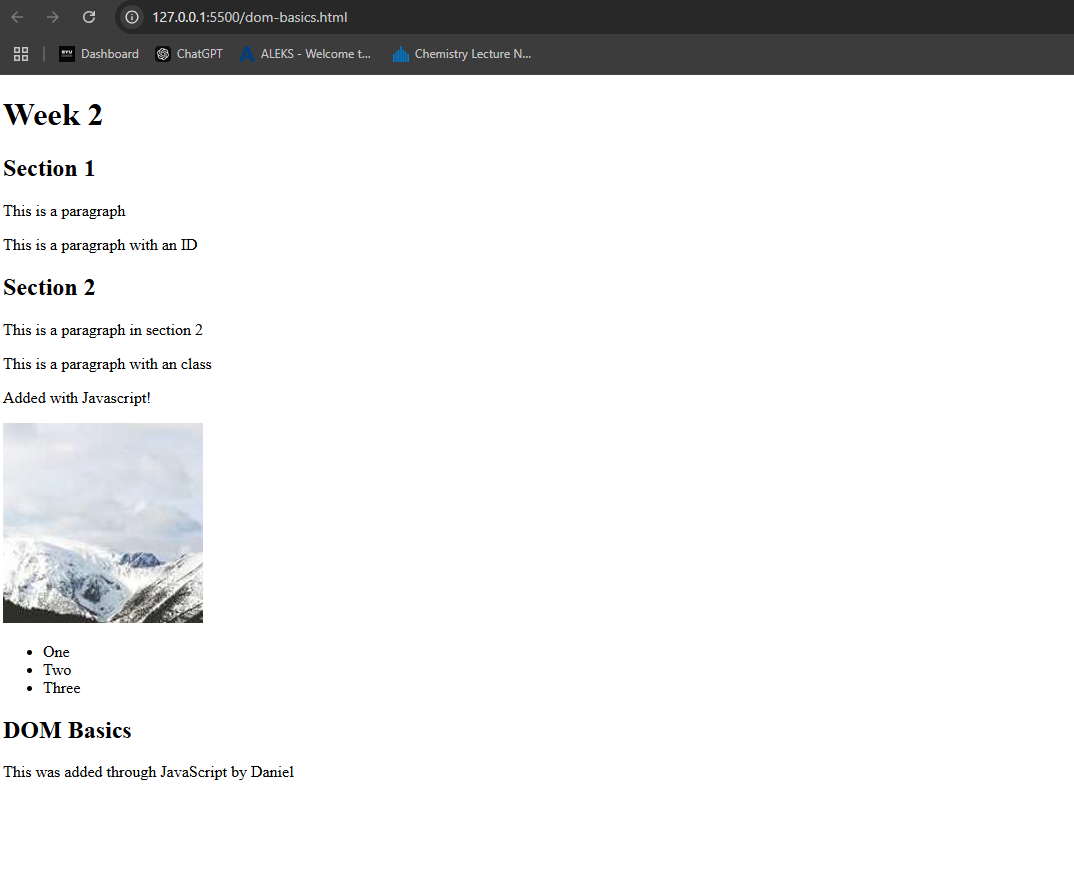 127.0.0.1:5500/dom-basics.html
BYU Dashboard ChatGPT ALEKS - Welcome t... Chemistry Lecture N...
Week 2
Section 1
This is a paragraph
This is a paragraph with an ID
Section 2
This is a paragraph in section 2
This is a paragraph with an class
Added with Javascript!
One
Two
Three
DOM Basics
This was added through JavaScript by Daniel